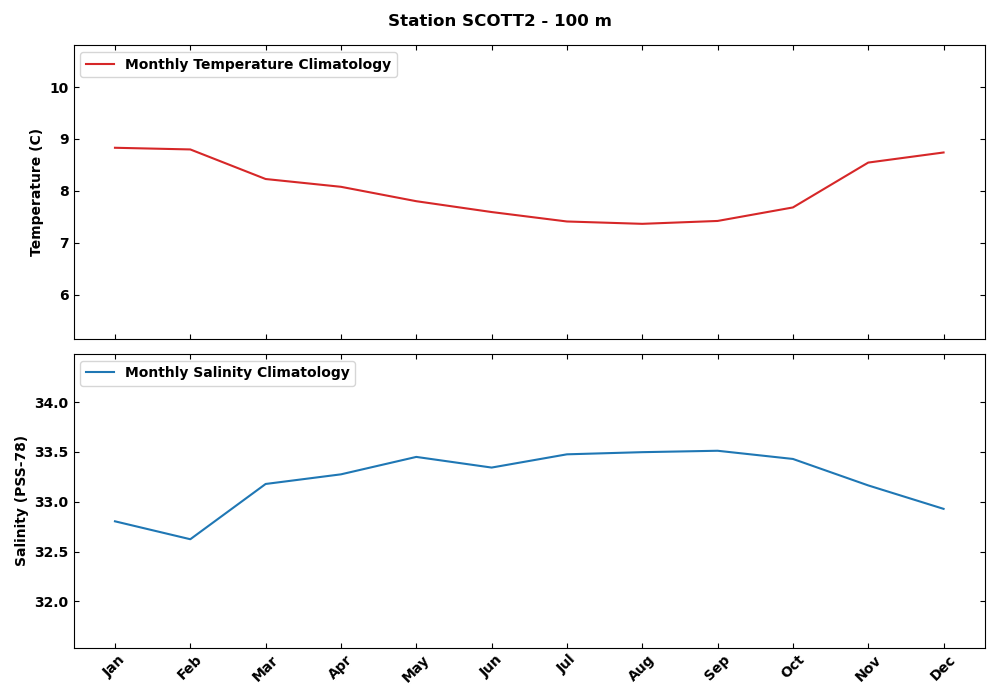 Station SCOTT2 - 100 m
Monthly Temperature Climatology
Temperature (C)
10
9
8
7
6
Monthly Salinity Climatology
Salinity (PSS-78)
34.0
33.5
33.0
32.5
32.0
Jan Feb Mar Apr May Jun Jul Aug Sep Oct Nov Dec